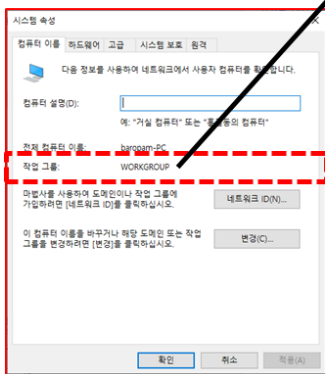 시스템 속성
컴퓨터 이름 하드웨어 고급 시스템 보호 원격
다음 정보를 사용하여 네트워크에서 사용자 컴퓨터를 합니다.
컴퓨터 설명(D):
예: "거실 컴퓨터" 또는 컴퓨터"
전체 컴퓨터 이름: baropam-PC
작업 그룹: WORKGROUP
마법사를 사용하여 도메인이나 작업 그룹에
가입하려면 [네트워크 ID]를 클릭하십시오.
네트워크 ID(N)...
이 컴퓨터 이름을 바꾸거나 해당 도메인 또는 작업
그룹을 변경하려면 [변경]을 클릭하십시오.
변경(C)...
확인 취소 적용(A)